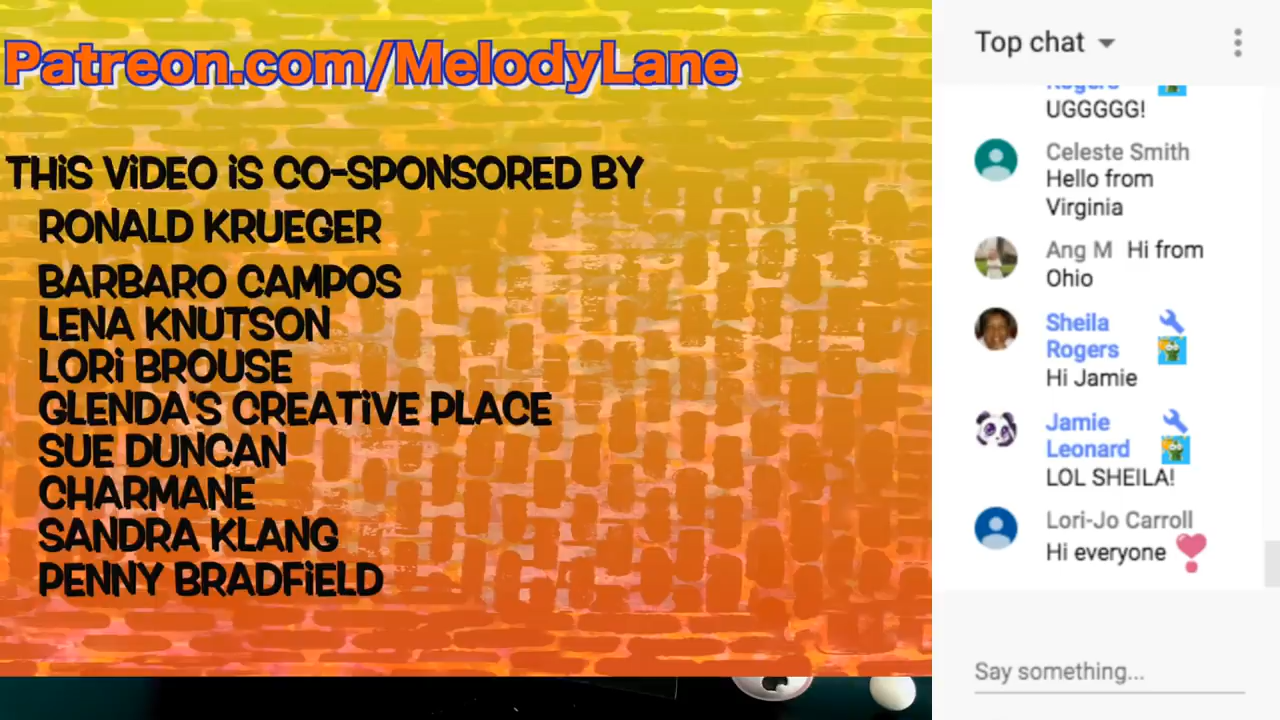 Patreon.com/MelodyLane
THiS ViDEO iS CO-SPONSORED BY
RONALD KRUEGER
BARBARO CAMPOS
LENA KNUTSON
LORi BROUSE
GLENDA'S CREATiVE PLACE
SUE DUNCAN
CHARMANE
SANDRA KLANG
PENNY BRADFiELD
Top chat
Rogers
UGGGGG!
Celeste Smith
Hello from
Virginia
Ang M Hi from
Ohio
Sheila
Rogers
Hi Jamie
Jamie
Leonard
LOL SHEILA!
Lori-Jo Carroll
Hi everyone
Say something...